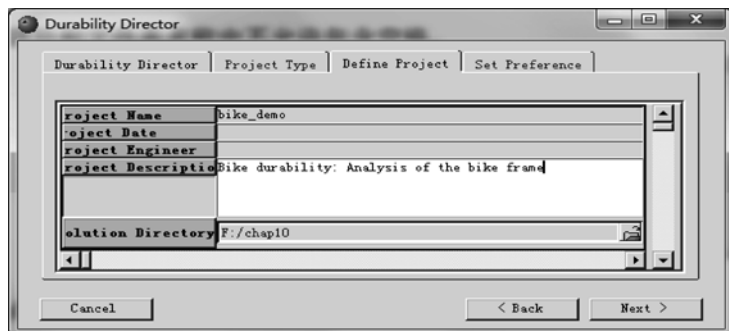 Durability Director
Durability Director Project Type Define Project Set Preference
roject Name bike_demo
oject Date
roject Engineer
roject Descriptio Bike durability: Analysis of the bike frame
olution Directory F:/chap10
Cancel < Back Next >